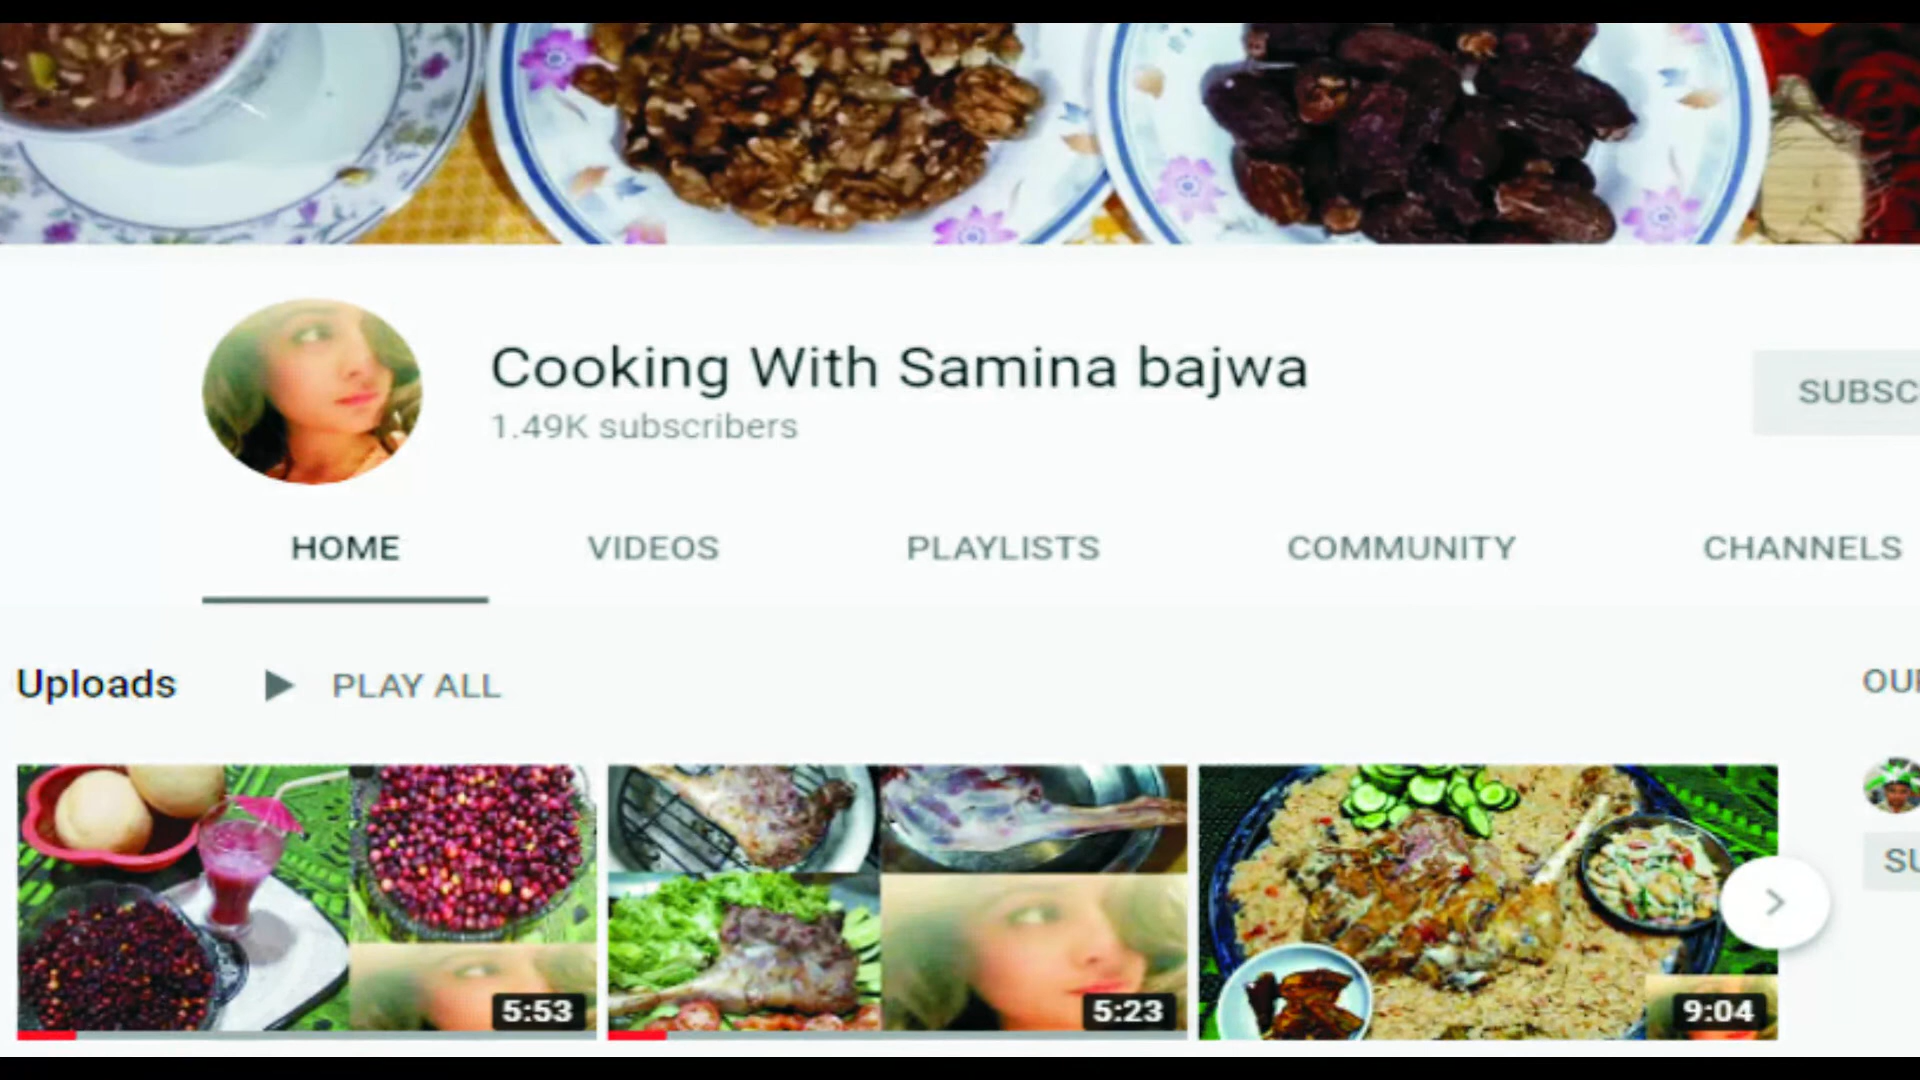 Cooking With Samina bajwa
1.49K subscribers
SUBSC
HOME VIDEOS PLAYLISTS COMMUNITY CHANNELS
Uploads PLAY ALL
OU
SU
5:53 5:23 9:04